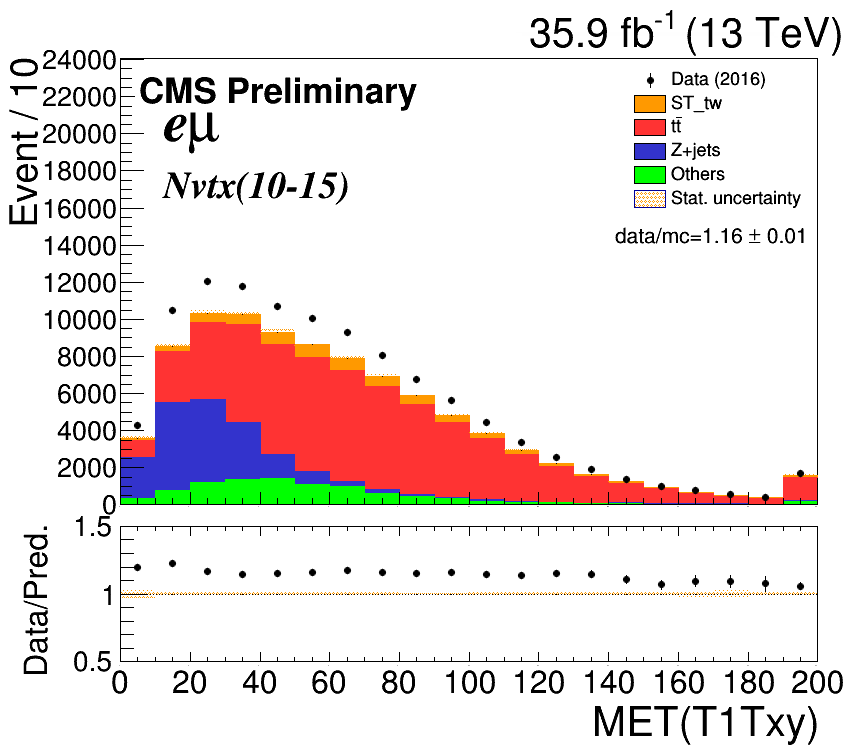 35.9 fb⁻¹ (13 TeV)
Event / 10
24000
22000
20000
18000
16000
14000
12000
10000
8000
6000
4000
2000
0
CMS Preliminary
eμ
Nvtx(10-15)
Data (2016)
ST_tw
tt̄
Z+jets
Others
Stat. uncertainty
data/mc=1.16 ± 0.01
Data/Pred.
1.5
1
0.5
0 20 40 60 80 100 120 140 160 180 200
MET(T1Txy)